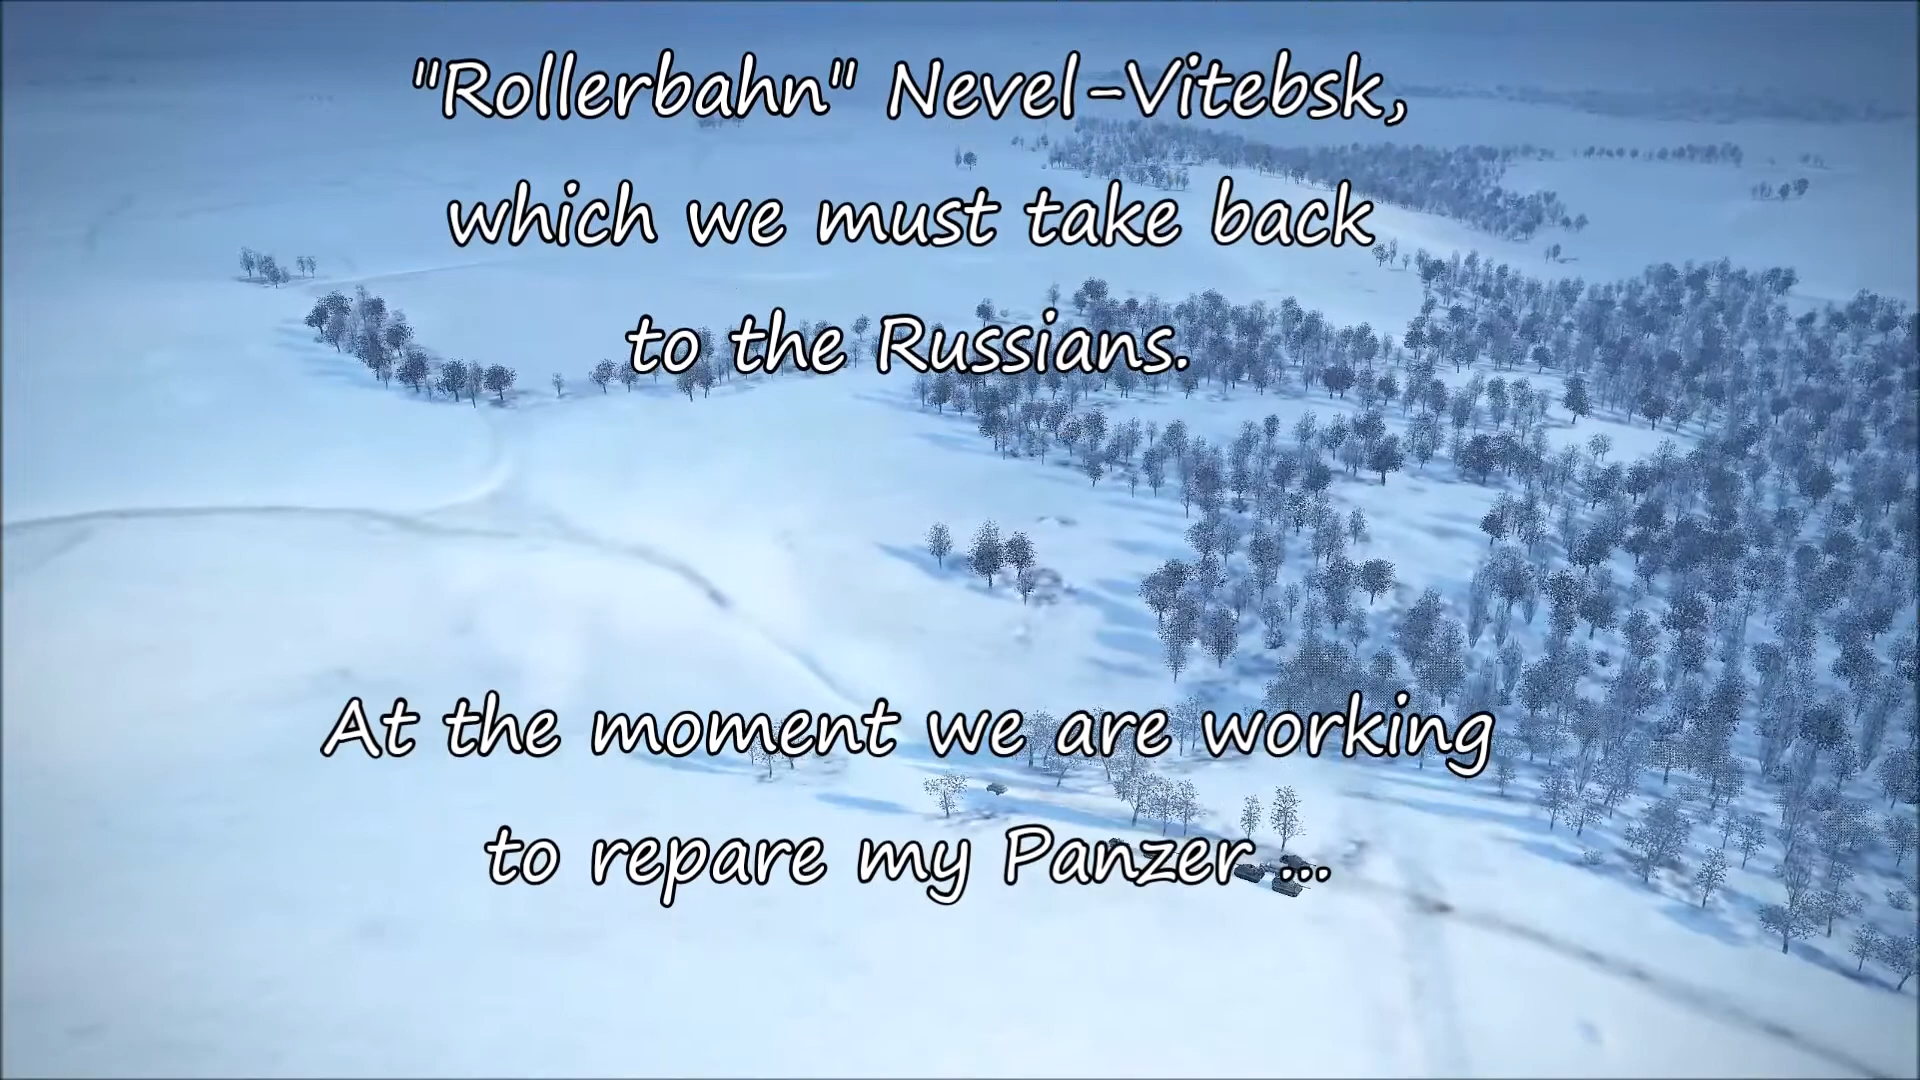 "Rollerbahn" Nevel-Vitebsk,
which we must take back
to the Russians.
At the moment we are working
to repare my Panzer ...